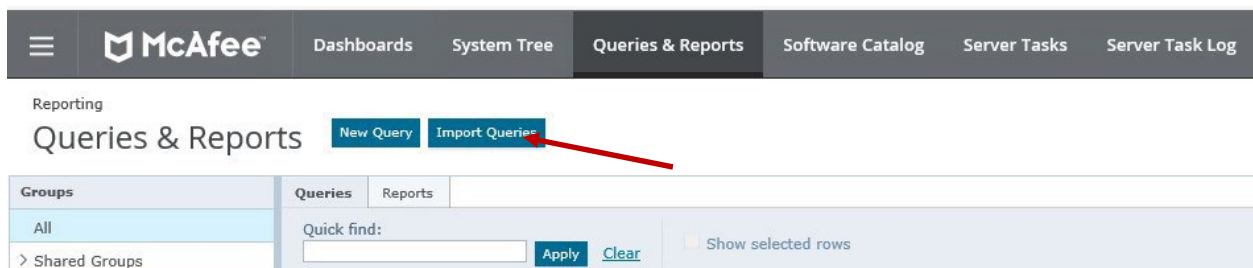 McAfee™ Dashboards System Tree Queries & Reports Software Catalog Server Tasks Server Task Log
Reporting
Queries & Reports New Query Import Queries
Groups
All
> Shared Groups
Queries Reports
Quick find:
Apply Clear Show selected rows